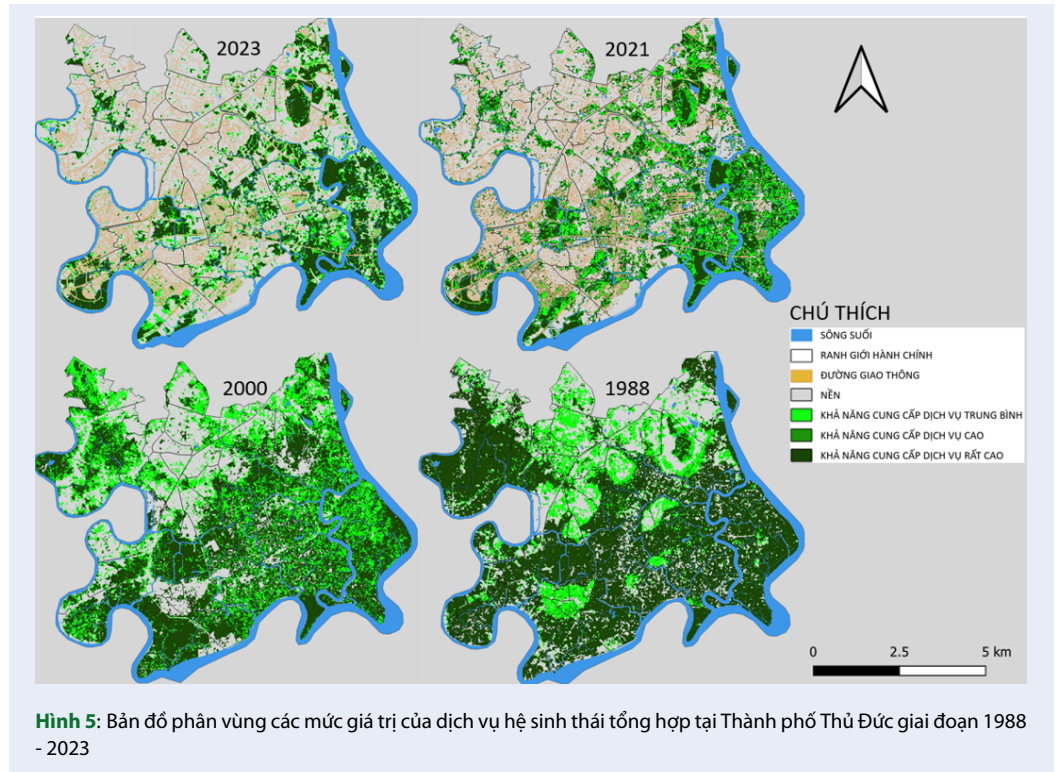 2023
2021
2000
1988
CHÚ THÍCH
SÔNG SUỐI
RANH GIỚI HÀNH CHÍNH
ĐƯỜNG GIAO THÔNG
NỀN
KHẢ NĂNG CUNG CẤP DỊCH VỤ TRUNG BÌNH
KHẢ NĂNG CUNG CẤP DỊCH VỤ CAO
KHẢ NĂNG CUNG CẤP DỊCH VỤ RẤT CAO
0 2.5 5 km
Hình 5: Bản đồ phân vùng các mức giá trị của dịch vụ hệ sinh thái tổng hợp tại Thành phố Thủ Đức giai đoạn 1988
- 2023